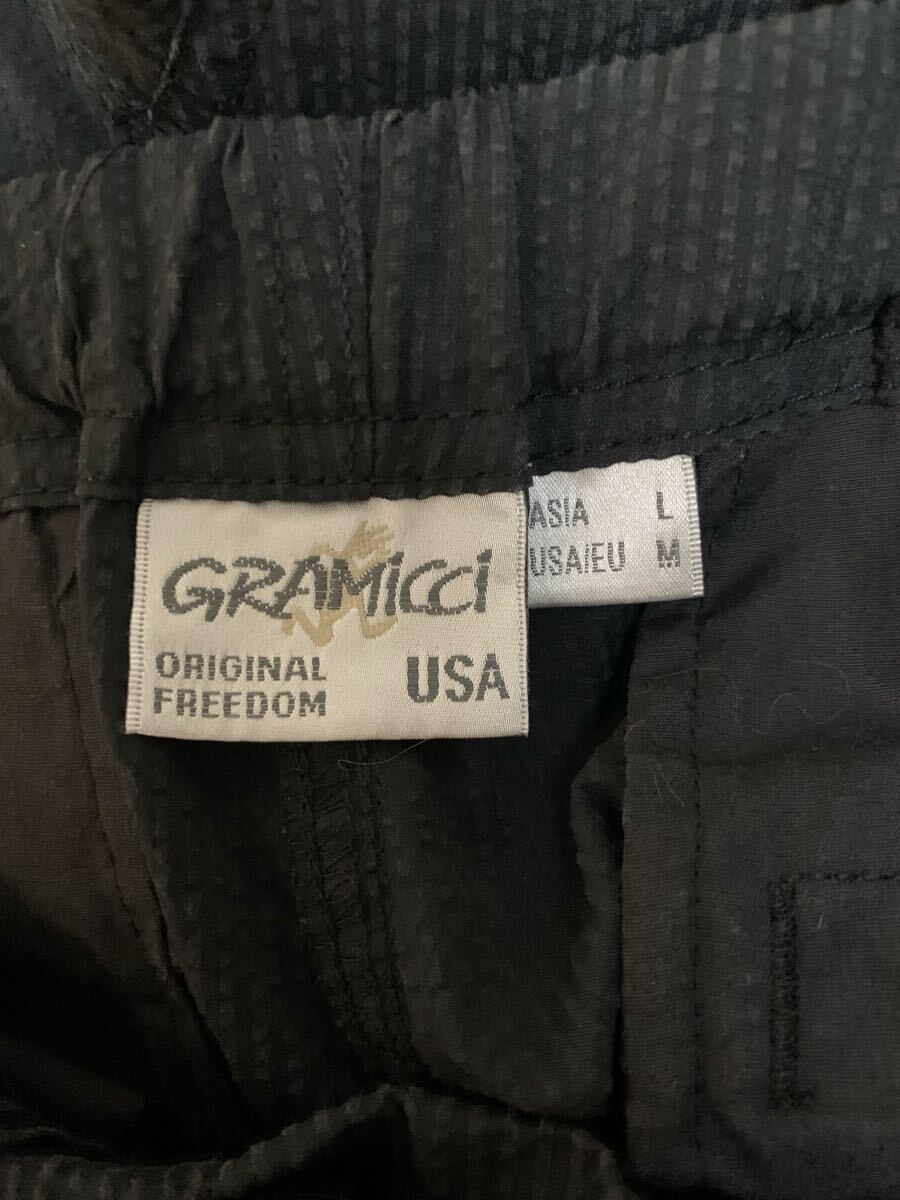 GRAMICCI
ORIGINAL
FREEDOM
USA
ASIA L
USA/EU M